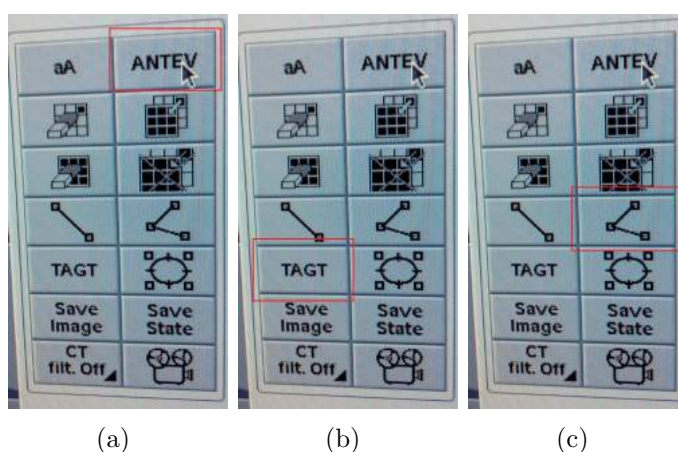 aA ANTEV
TAGT
Save Image Save State
CT filt. Off
aA ANTEV
TAGT
Save Image Save State
CT filt. Off
aA ANTEV
TAGT
Save Image Save State
CT filt. Off
(a) (b) (c)